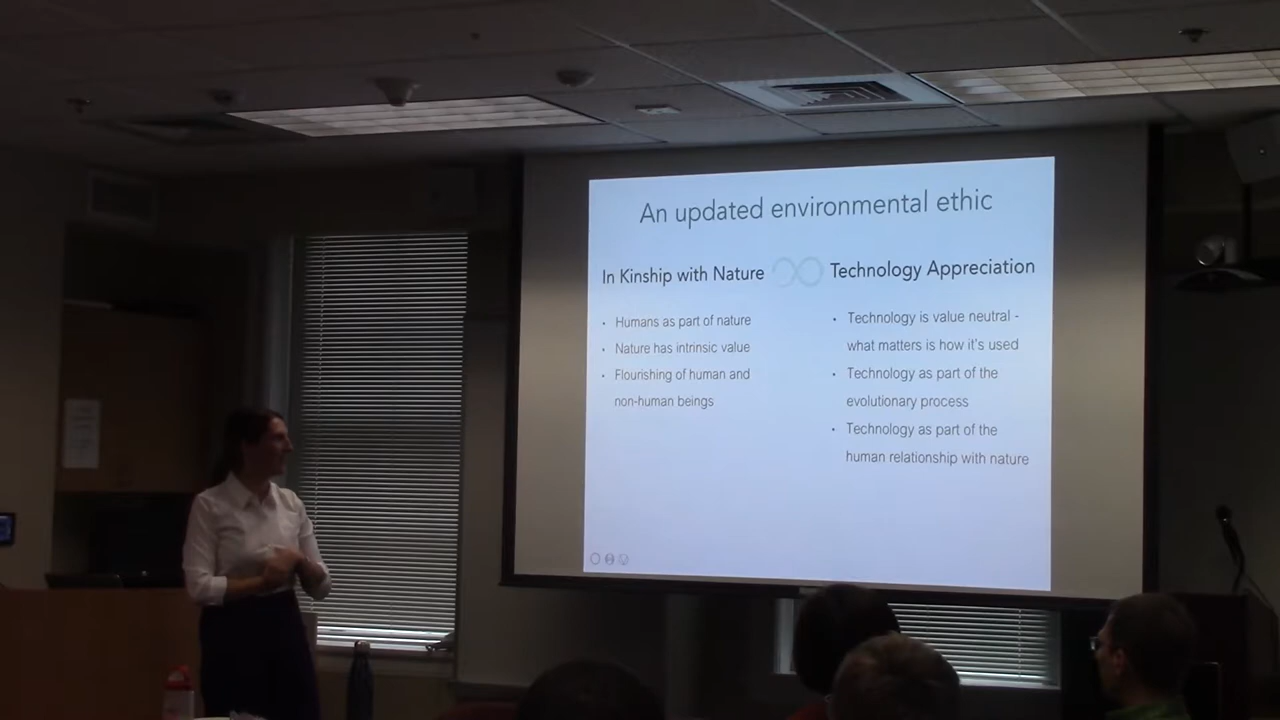 An updated environmental ethic
In Kinship with Nature
• Humans as part of nature
• Nature has intrinsic value
• Flourishing of human and
non-human beings
Technology Appreciation
• Technology is value neutral -
what matters is how it's used
• Technology as part of the
evolutionary process
• Technology as part of the
human relationship with nature